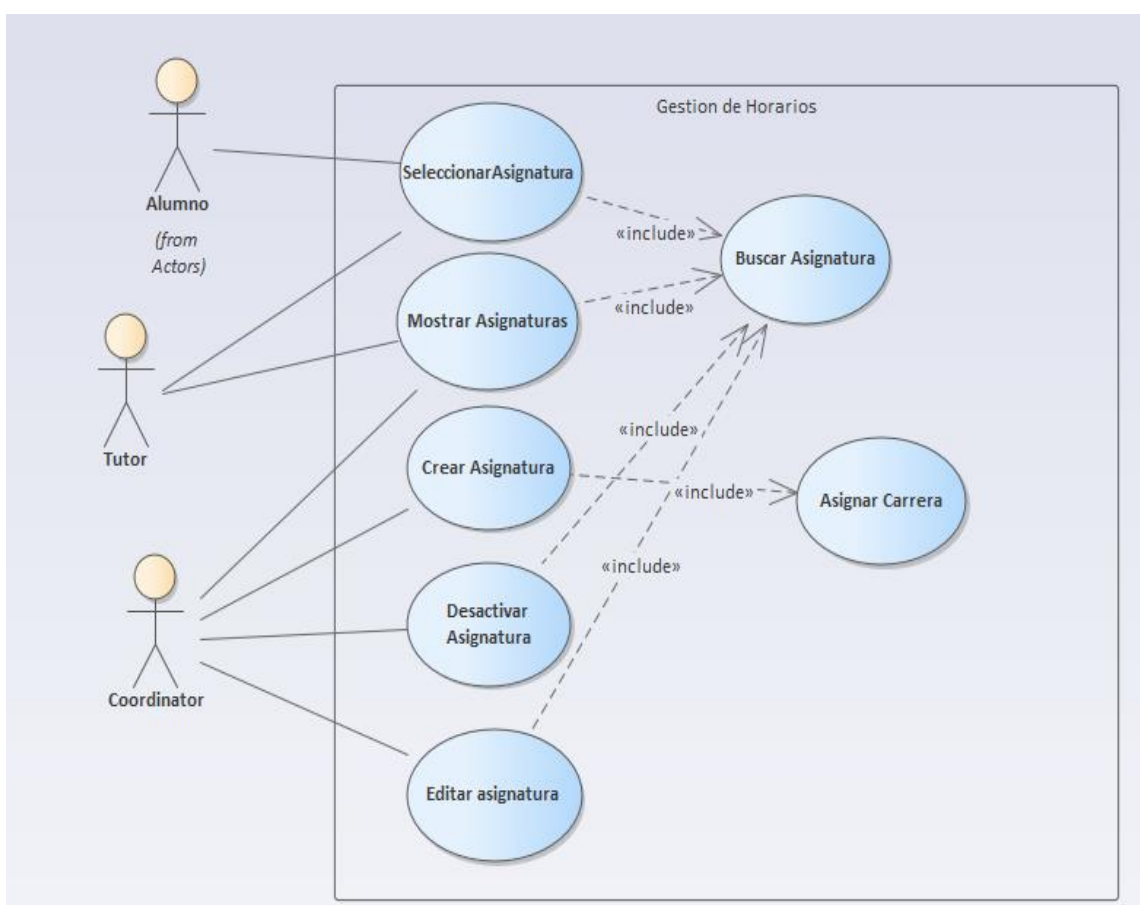 Gestion de Horarios
Alumno
(from
Actors)
SeleccionarAsignatura
«include»
Buscar Asignatura
Mostrar Asignaturas
«include»
Tutor
Crear Asignatura
«include»
«include»
Asignar Carrera
Desactivar
Asignatura
«include»
Coordinator
Editar asignatura